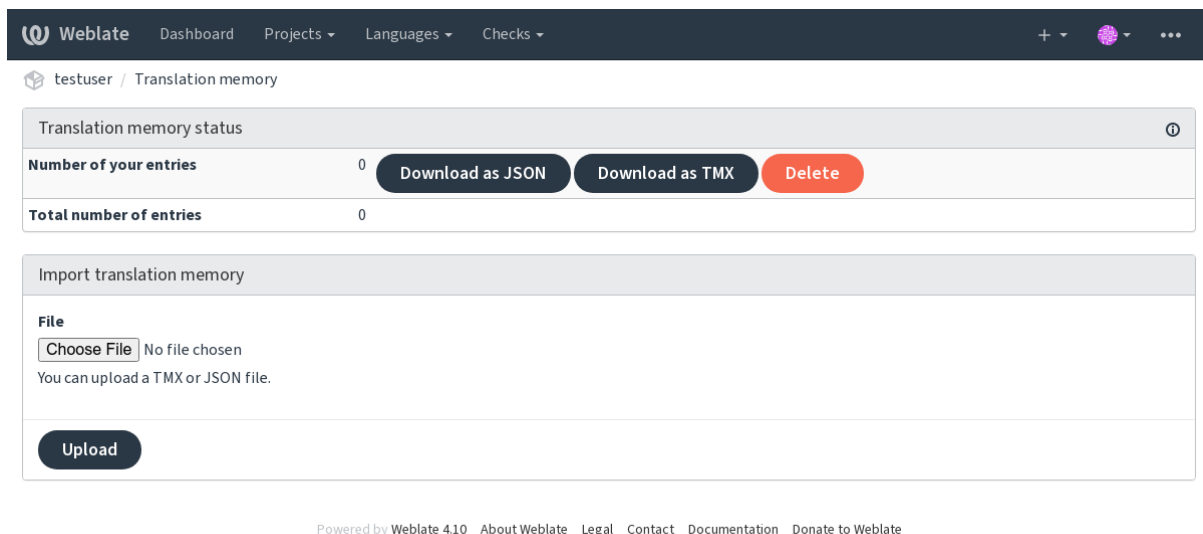 Weblate Dashboard Projects Languages Checks
testuser / Translation memory
Translation memory status
Number of your entries 0 Download as JSON Download as TMX Delete
Total number of entries 0
Import translation memory
File
Choose File No file chosen
You can upload a TMX or JSON file.
Upload
Powered by Weblate 4.10 About Weblate Legal Contact Documentation Donate to Weblate